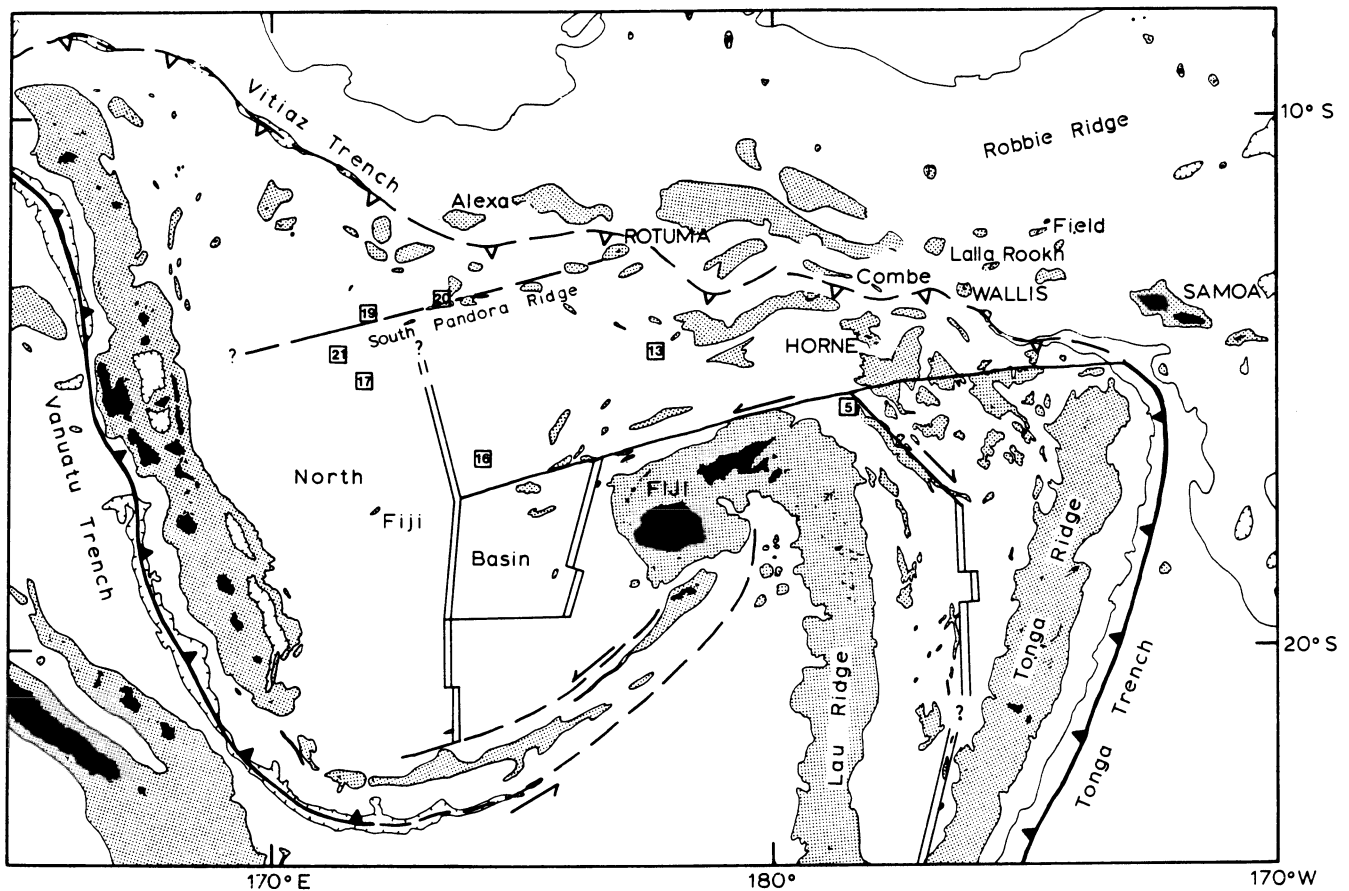 Vitiaz Trench
10° S
Robbie Ridge
Alexa
Field
ROTUMA
Lalla Rookh
Combe
WALLIS
SAMOA
20
19
South Pandora Ridge
?
?
21
HORNE
13
17
5
Vanuatu Trench
16
North
FIJI
Fiji
Basin
Tonga Ridge
20°S
Lau Ridge
Tonga Trench
?
170°E
180°
170°W